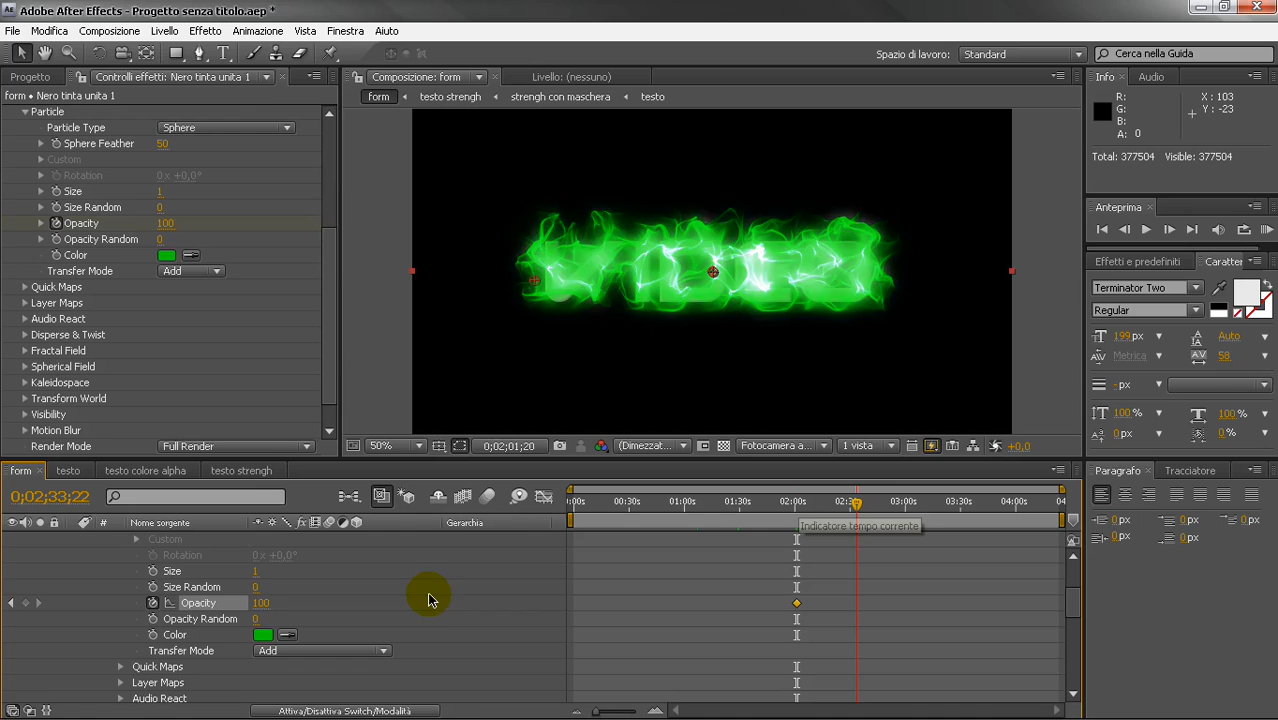 Adobe After Effects - Progetto senza titolo.aep *
File Modifica Composizione Livello Effetto Animazione Vista Finestra Aiuto
Spazio di lavoro: Standard Cerca nella Guida
Progetto Controlli effetti: Nero tinta unita 1
form • Nero tinta unita 1
Particle
Particle Type Sphere
Sphere Feather 50
Custom
Rotation 0x +0,0°
Size 1
Size Random 0
Opacity 100
Opacity Random 0
Color
Transfer Mode Add
Quick Maps
Layer Maps
Audio React
Disperse & Twist
Fractal Field
Spherical Field
Kaleidospace
Transform World
Visibility
Motion Blur
Render Mode Full Render
Composizione: form Livello: (nessuno)
form testo strengh strengh con maschera testo
50% 0;02;01;20 (Dimezzat... Fotocamera a... 1 vista +0,0
Info Audio
R: X : 103
G: Y : -23
B:
A: 0
Total: 377504 Visible: 377504
Anteprima
Effetti e predefiniti Caratter
Terminator Two
Regular
199 px Auto
Metrica 58
- px
100 % 100 %
0 px 0 %
Paragrafo Tracciatore
0 px 0 px 0 px
0 px 0 px
form testo testo colore alpha testo strengh
0;02;33;22
:00s 00:30s 01:00s 01:30s 02:00s 02:3 03:00s 03:30s 04:00s 04
# Nome sorgente Gerarchia
Indicatore tempo corrente
Custom
Rotation 0x +0,0°
Size 1
Size Random 0
Opacity 100
Opacity Random 0
Color
Transfer Mode Add
Quick Maps
Layer Maps
Audio React
Attiva/Disattiva Switch/Modalità